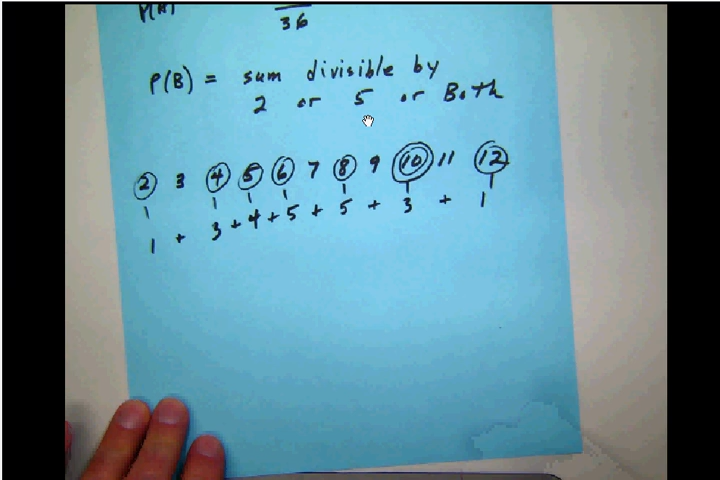 P(A)
36
P(B) = sum divisible by
2 or 5 or Both
2 3 4 5 6 7 8 9 10 11 12
1 + 3 + 4 + 5 + 5 + 3 + 1